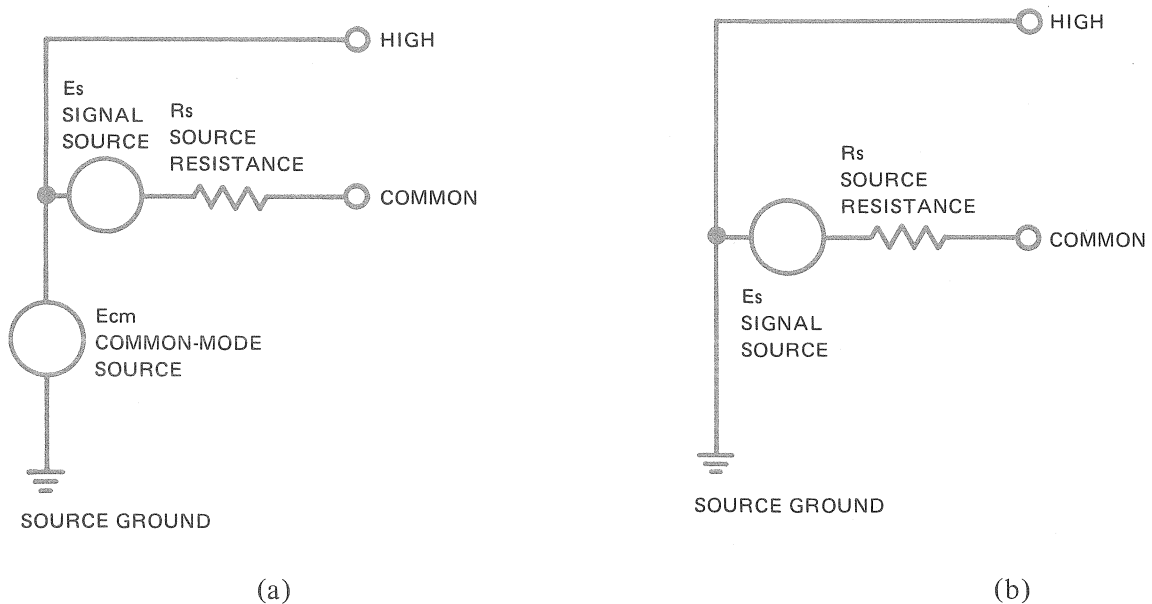 HIGH
Es
SIGNAL
SOURCE
Rs
SOURCE
RESISTANCE
COMMON
Ecm
COMMON-MODE
SOURCE
SOURCE GROUND
(a)
HIGH
Rs
SOURCE
RESISTANCE
COMMON
Es
SIGNAL
SOURCE
SOURCE GROUND
(b)